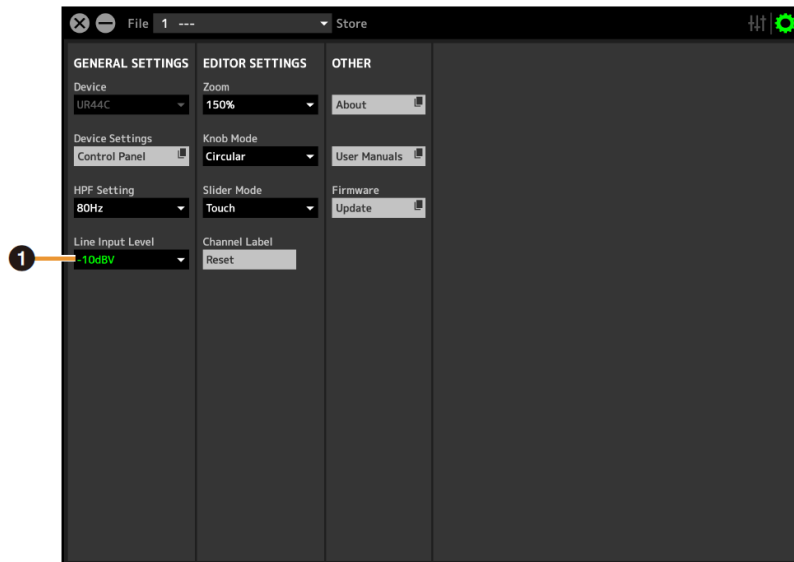 File 1 --- Store
GENERAL SETTINGS
Device
UR44C
Device Settings
Control Panel
HPF Setting
80Hz
Line Input Level
-10dBV
EDITOR SETTINGS
Zoom
150%
Knob Mode
Circular
Slider Mode
Touch
Channel Label
Reset
OTHER
About
User Manuals
Firmware
Update
1